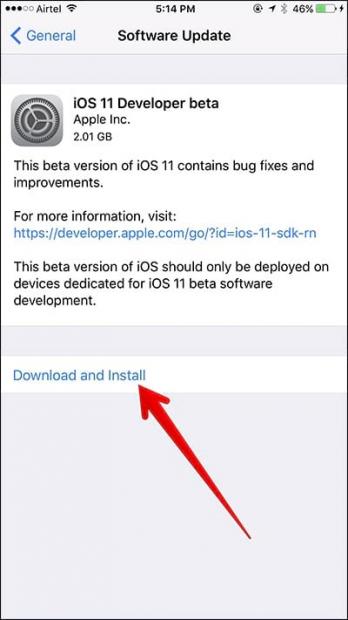 Airtel 5:14 PM 46%
General Software Update
iOS 11 Developer beta
Apple Inc.
2.01 GB
This beta version of iOS 11 contains bug fixes and
improvements.
For more information, visit:
https://developer.apple.com/go/?id=ios-11-sdk-rn
This beta version of iOS should only be deployed on
devices dedicated for iOS 11 beta software
development.
Download and Install